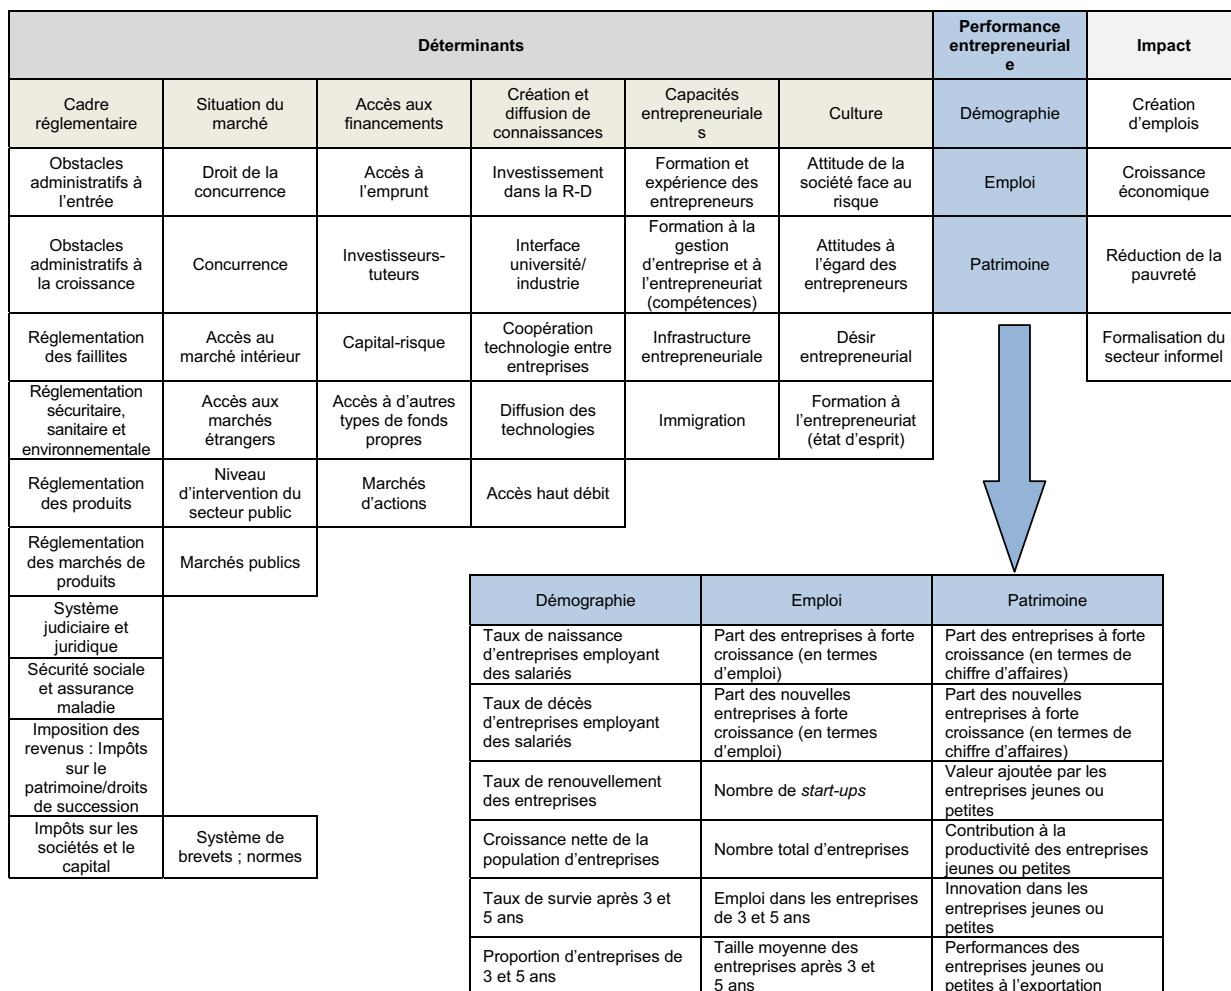 Déterminants
Performance
entrepreneurial
e
Impact
Cadre
réglementaire
Situation du
marché
Accès aux
financements
Création et
diffusion de
connaissances
Capacités
entrepreneuriale
s
Culture
Démographie
Création
d'emplois
Obstacles
administratifs à
l'entrée
Droit de la
concurrence
Accès à
l'emprunt
Investissement
dans la R-D
Formation et
expérience des
entrepreneurs
Attitude de la
société face au
risque
Emploi
Croissance
économique
Obstacles
administratifs à
la croissance
Concurrence
Investisseurs-
tuteurs
Interface
université/
industrie
Formation à la
gestion
d'entreprise et à
l'entrepreneuriat
(compétences)
Attitudes à
l'égard des
entrepreneurs
Patrimoine
Réduction de la
pauvreté
Réglementation
des faillites
Accès au
marché intérieur
Capital-risque
Coopération
technologie entre
entreprises
Infrastructure
entrepreneuriale
Désir
entrepreneurial
Formalisation du
secteur informel
Réglementation
sécuritaire,
sanitaire et
environnementale
Accès aux
marchés
étrangers
Accès à d'autres
types de fonds
propres
Diffusion des
technologies
Immigration
Formation à
l'entrepreneuriat
(état d'esprit)
Réglementation
des produits
Niveau
d'intervention du
secteur public
Marchés
d'actions
Accès haut débit
Réglementation
des marchés de
produits
Marchés publics
Système
judiciaire et
juridique
Sécurité sociale
et assurance
maladie
Imposition des
revenus : Impôts
sur le
patrimoine/droits
de succession
Impôts sur les
sociétés et le
capital
Système de
brevets ; normes
Démographie
Emploi
Patrimoine
Taux de naissance
d'entreprises employant
des salariés
Part des entreprises à forte
croissance (en termes
d'emploi)
Part des entreprises à forte
croissance (en termes de
chiffre d'affaires)
Taux de décès
d'entreprises employant
des salariés
Part des nouvelles
entreprises à forte
croissance (en termes
d'emploi)
Part des nouvelles
entreprises à forte
croissance (en termes de
chiffre d'affaires)
Taux de renouvellement
des entreprises
Nombre de start-ups
Valeur ajoutée par les
entreprises jeunes ou
petites
Croissance nette de la
population d'entreprises
Nombre total d'entreprises
Contribution à la
productivité des entreprises
jeunes ou petites
Taux de survie après 3 et
5 ans
Emploi dans les entreprises
de 3 et 5 ans
Innovation dans les
entreprises jeunes ou
petites
Proportion d'entreprises de
3 et 5 ans
Taille moyenne des
entreprises après 3 et
5 ans
Performances des
entreprises jeunes ou
petites à l'exportation